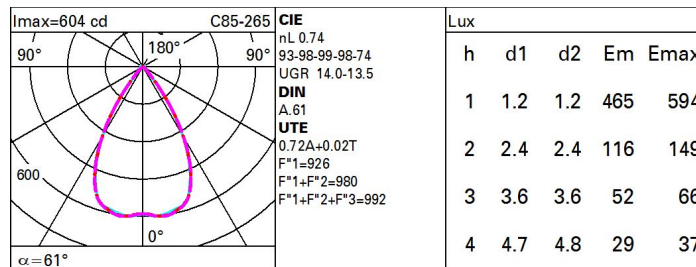 Imax=604 cd C85-265
90° 180° 90°
600
0°
α=61°
CIE
nL 0.74
93-98-99-98-74
UGR 14.0-13.5
DIN
A.61
UTE
0.72A+0.02T
F"1=926
F"1+F"2=980
F"1+F"2+F"3=992
Lux
h d1 d2 Em Emax
1 1.2 1.2 465 594
2 2.4 2.4 116 149
3 3.6 3.6 52 66
4 4.7 4.8 29 37